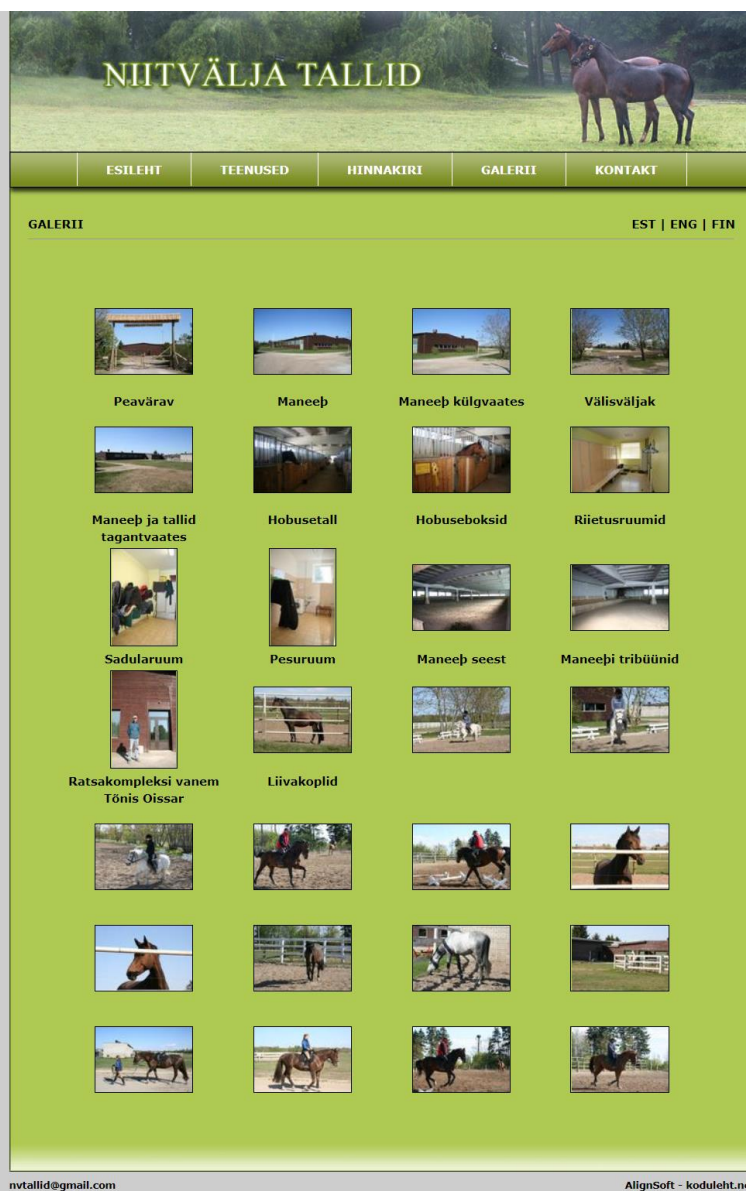 NIITVÄLJA TALLID
ESILEHT TEENUSED HINNAKIRI GALERII KONTAKT
GALERII
EST | ENG | FIN
Peavärav Maneeþ Maneeþ külgvaates Välisväljak
Maneeþ ja tallid
tagantvaates
Hobusetall Hobuseboksid Riietusruumid
Sadularuum Pesuruum Maneeþ seest Maneeþi tribüünid
Ratsakompleksi vanem
Tõnis Oissar
Liivakoplid
nvtallid@gmail.com
AlignSoft - koduleht.ne